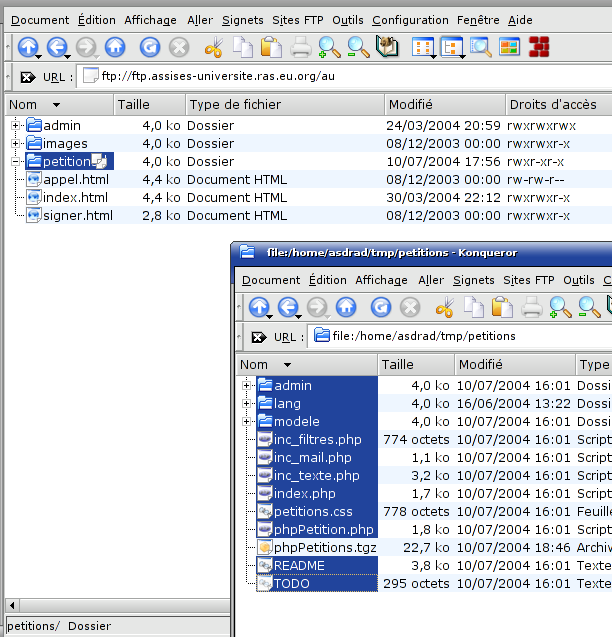 Document Édition Affichage Aller Signets Sites FTP Outils Configuration Fenêtre Aide
URL : ftp://ftp.assises-universite.ras.eu.org/au
Nom Taille Type de fichier Modifié Droits d'accès
admin 4,0 ko Dossier 24/03/2004 20:59 rwxrwxrwx
images 4,0 ko Dossier 08/12/2003 00:00 rwxrwxr-x
petition 4,0 ko Dossier 10/07/2004 17:56 rwxr-xr-x
appel.html 4,4 ko Document HTML 08/12/2003 00:00 rw-rw-r--
index.html 4,4 ko Document HTML 30/03/2004 22:12 rwxrwxr-x
signer.html 2,8 ko Document HTML 08/12/2003 00:00 rwxrwxr-x
file:/home/asdrad/tmp/petitions - Konqueror
Document Édition Affichage Aller Signets Sites FTP Outils C
URL : file:/home/asdrad/tmp/petitions
Nom Taille Modifié Type
admin 4,0 ko 10/07/2004 16:01 Dossi
lang 4,0 ko 16/06/2004 13:22 Dossi
modele 4,0 ko 10/07/2004 16:01 Dossi
inc_filtres.php 774 octets 10/07/2004 16:01 Script
inc_mail.php 1,1 ko 10/07/2004 16:01 Script
inc_texte.php 3,2 ko 10/07/2004 16:01 Script
index.php 1,7 ko 10/07/2004 16:01 Script
petitions.css 778 octets 10/07/2004 16:01 Feuille
phpPetition.php 1,8 ko 10/07/2004 16:01 Script
phpPetitions.tgz 22,7 ko 10/07/2004 18:46 Archiv
README 3,8 ko 10/07/2004 16:01 Texte
TODO 295 octets 10/07/2004 16:01 Texte
petitions/ Dossier